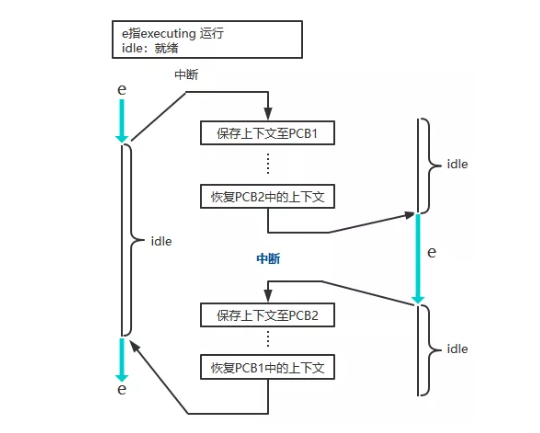 e指executing 运行
idle：就绪
中断
e
保存上下文至PCB1
idle
恢复PCB2中的上下文
idle
中断
e
保存上下文至PCB2
idle
恢复PCB1中的上下文
e